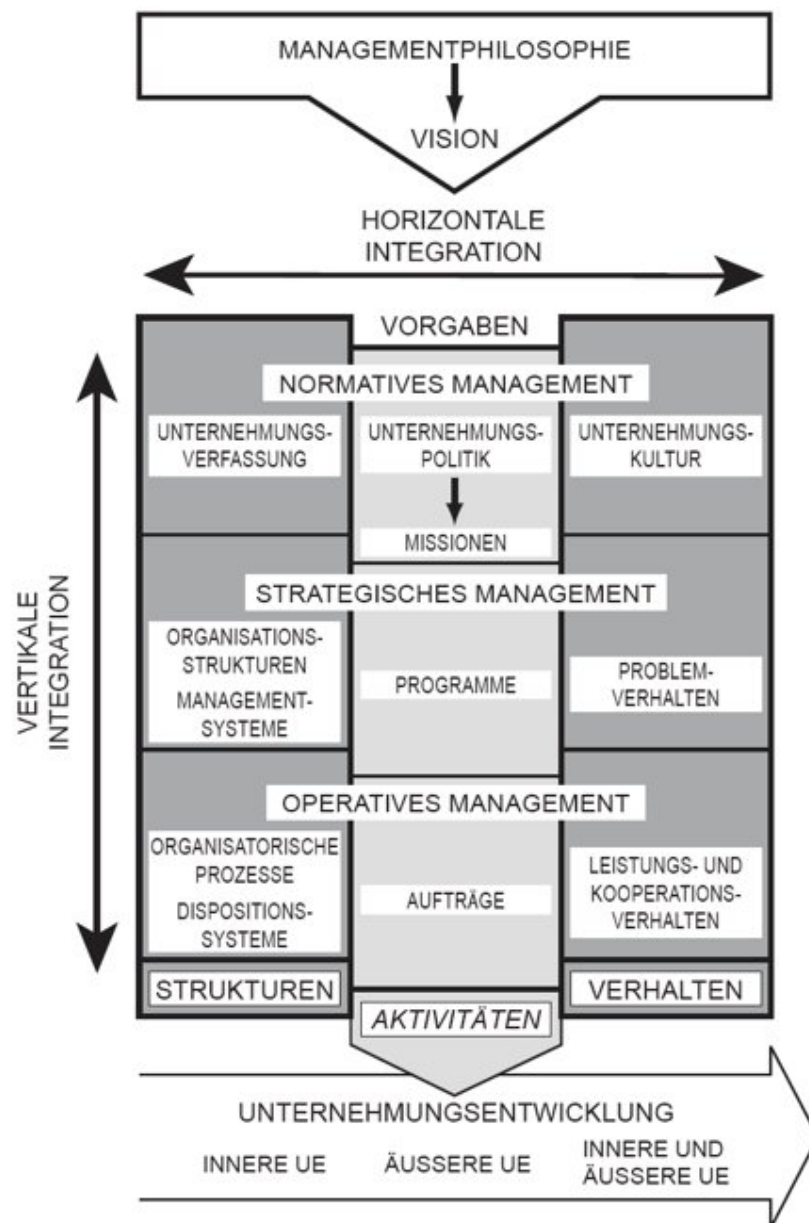 MANAGEMENTPHILOSOPHIE
VISION
HORIZONTALE
INTEGRATION
VERTIKALE
INTEGRATION
VORGABEN
NORMATIVES MANAGEMENT
UNTERNEHMUNGS-
VERFASSUNG
UNTERNEHMUNGS-
POLITIK
UNTERNEHMUNGS-
KULTUR
MISSIONEN
STRATEGISCHES MANAGEMENT
ORGANISATIONS-
STRUKTUREN
MANAGEMENT-
SYSTEME
PROGRAMME
PROBLEM-
VERHALTEN
OPERATIVES MANAGEMENT
ORGANISATORISCHE
PROZESSE
DISPOSITIONS-
SYSTEME
AUFTRÄGE
LEISTUNGS- UND
KOOPERATIONS-
VERHALTEN
STRUKTUREN
AKTIVITÄTEN
VERHALTEN
UNTERNEHMUNGSENTWICKLUNG
INNERE UE
ÄUSSERE UE
INNERE UND
ÄUSSERE UE